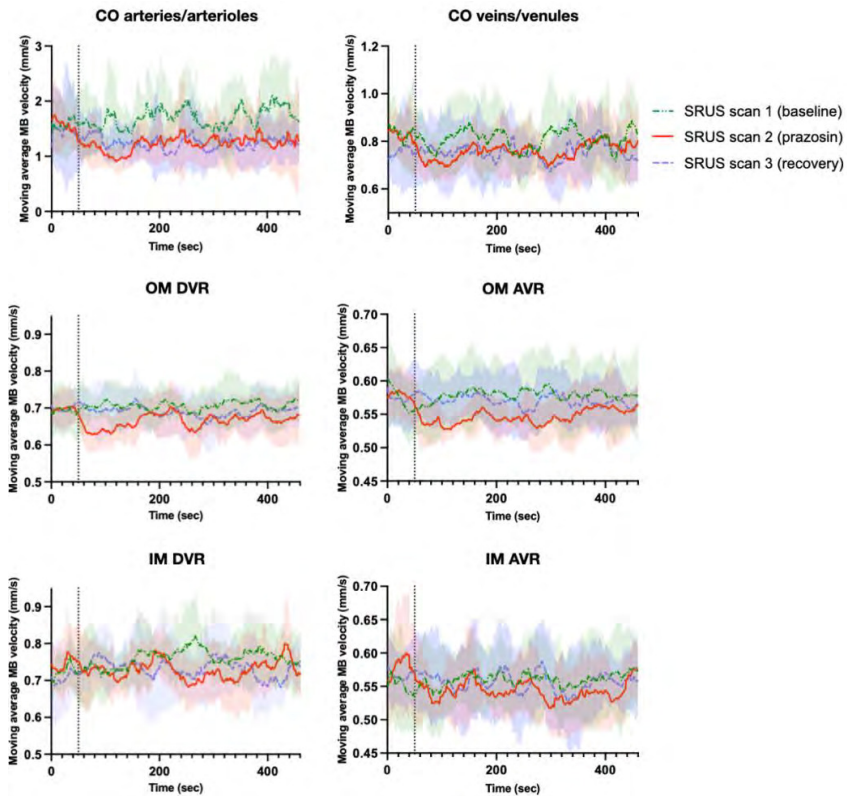 CO arteries/arterioles
Moving average MB velocity (mm/s)
3
2
1
0
0 200 400
Time (sec)
CO veins/venules
Moving average MB velocity (mm/s)
1.2
1.0
0.8
0.6
0 200 400
Time (sec)
SRUS scan 1 (baseline)
SRUS scan 2 (prazosin)
SRUS scan 3 (recovery)
OM DVR
Moving average MB velocity (mm/s)
0.9
0.8
0.7
0.6
0.5
0 200 400
Time (sec)
OM AVR
Moving average MB velocity (mm/s)
0.70
0.65
0.60
0.55
0.50
0.45
0 200 400
Time (sec)
IM DVR
Moving average MB velocity (mm/s)
0.9
0.8
0.7
0.6
0.5
0 200 400
Time (sec)
IM AVR
Moving average MB velocity (mm/s)
0.70
0.65
0.60
0.55
0.50
0.45
0 200 400
Time (sec)